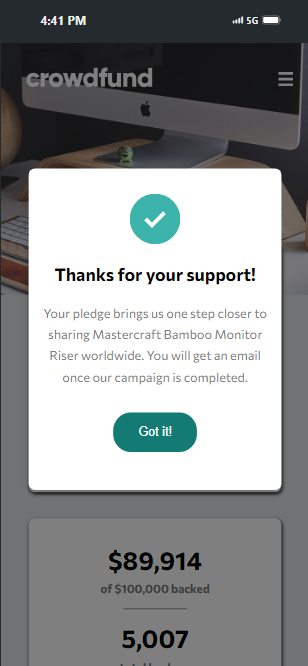 4:41 PM
5G
crowdfund
Thanks for your support!
Your pledge brings us one step closer to
sharing Mastercraft Bamboo Monitor
Riser worldwide. You will get an email
once our campaign is completed.
Got it!
$89,914
of $100,000 backed
5,007